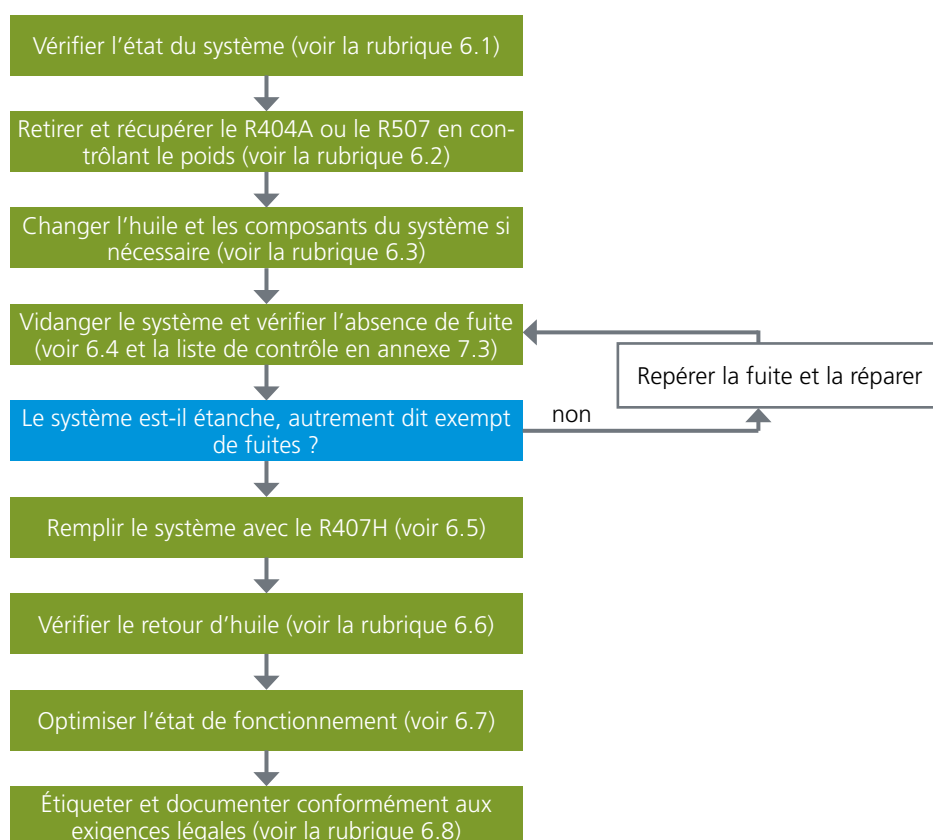 Vérifier l’état du système (voir la rubrique 6.1)
Retirer et récupérer le R404A ou le R507 en con-
trôlant le poids (voir la rubrique 6.2)
Changer l’huile et les composants du système si
nécessaire (voir la rubrique 6.3)
Vidanger le système et vérifier l’absence de fuite
(voir 6.4 et la liste de contrôle en annexe 7.3)
Repérer la fuite et la réparer
Le système est-il étanche, autrement dit exempt
de fuites ?
non
Remplir le système avec le R407H (voir 6.5)
Vérifier le retour d’huile (voir la rubrique 6.6)
Optimiser l’état de fonctionnement (voir 6.7)
Étiqueter et documenter conformément aux
exigences légales (voir la rubrique 6.8)